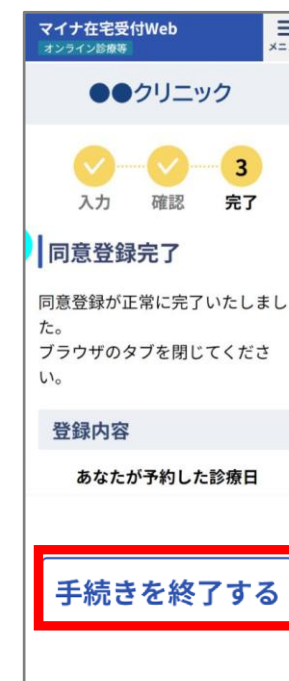 マイナ在宅受付Web
オンライン診療等
●●クリニック
3
入力 確認 完了
同意登録完了
同意登録が正常に完了いたしまし
た。
ブラウザのタブを閉じてくださ
い。
登録内容
あなたが予約した診療日
手続きを終了する